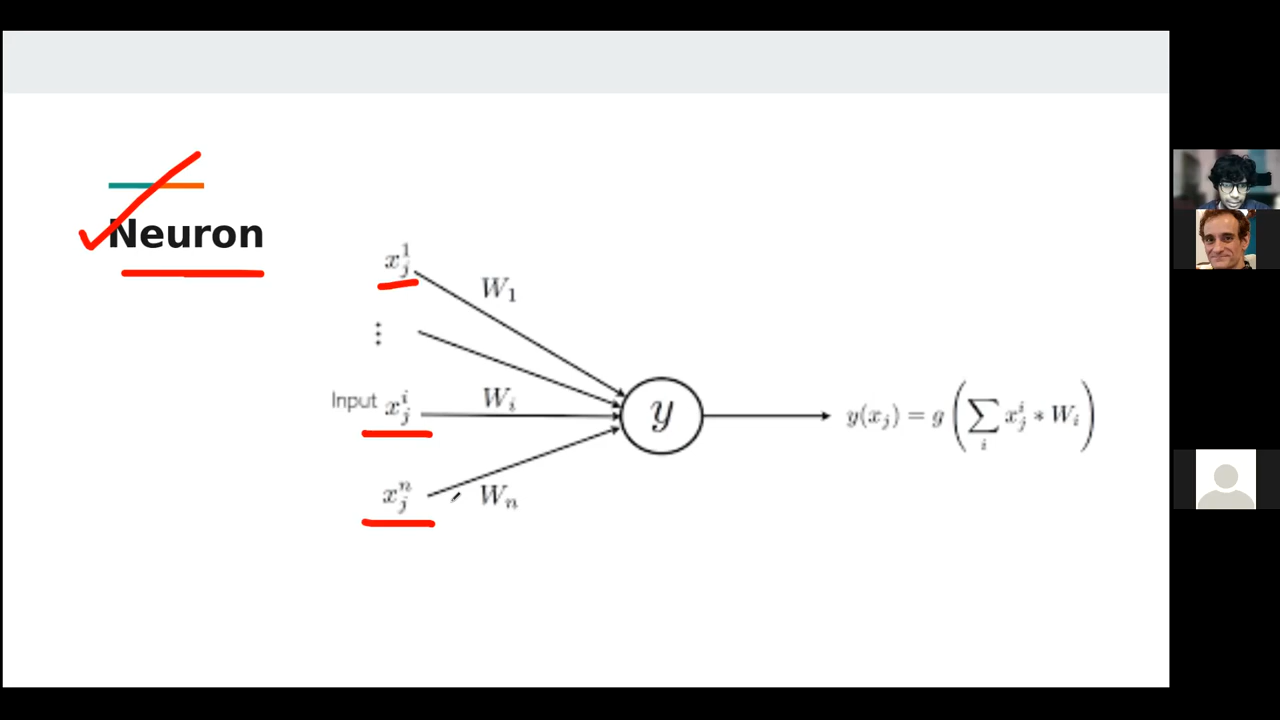 Neuron
x_j^1
W_1
⋮
Input x_j^i
W_i
y
y(x_j) = g(∑_i x_j^i * W_i)
x_j^n
W_n